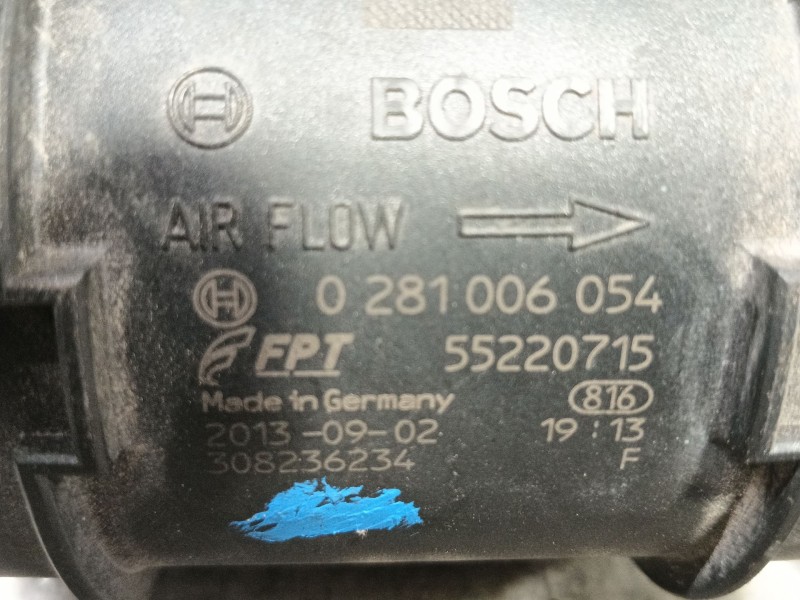 BOSCH
AIR FLOW
0 281 006 054
FPT 55220715
Made in Germany 816
2013-09-02 19:13
308236234 F